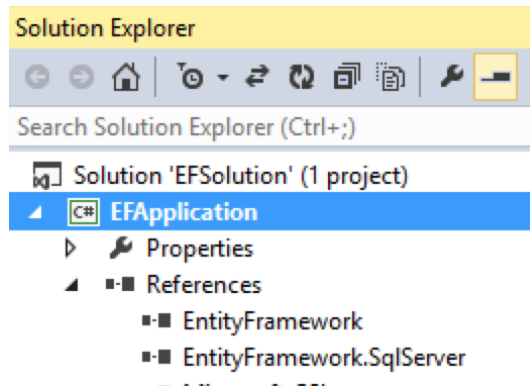 Solution Explorer
Search Solution Explorer (Ctrl+;)
Solution 'EFSolution' (1 project)
C# EFApplication
Properties
References
EntityFramework
EntityFramework.SqlServer